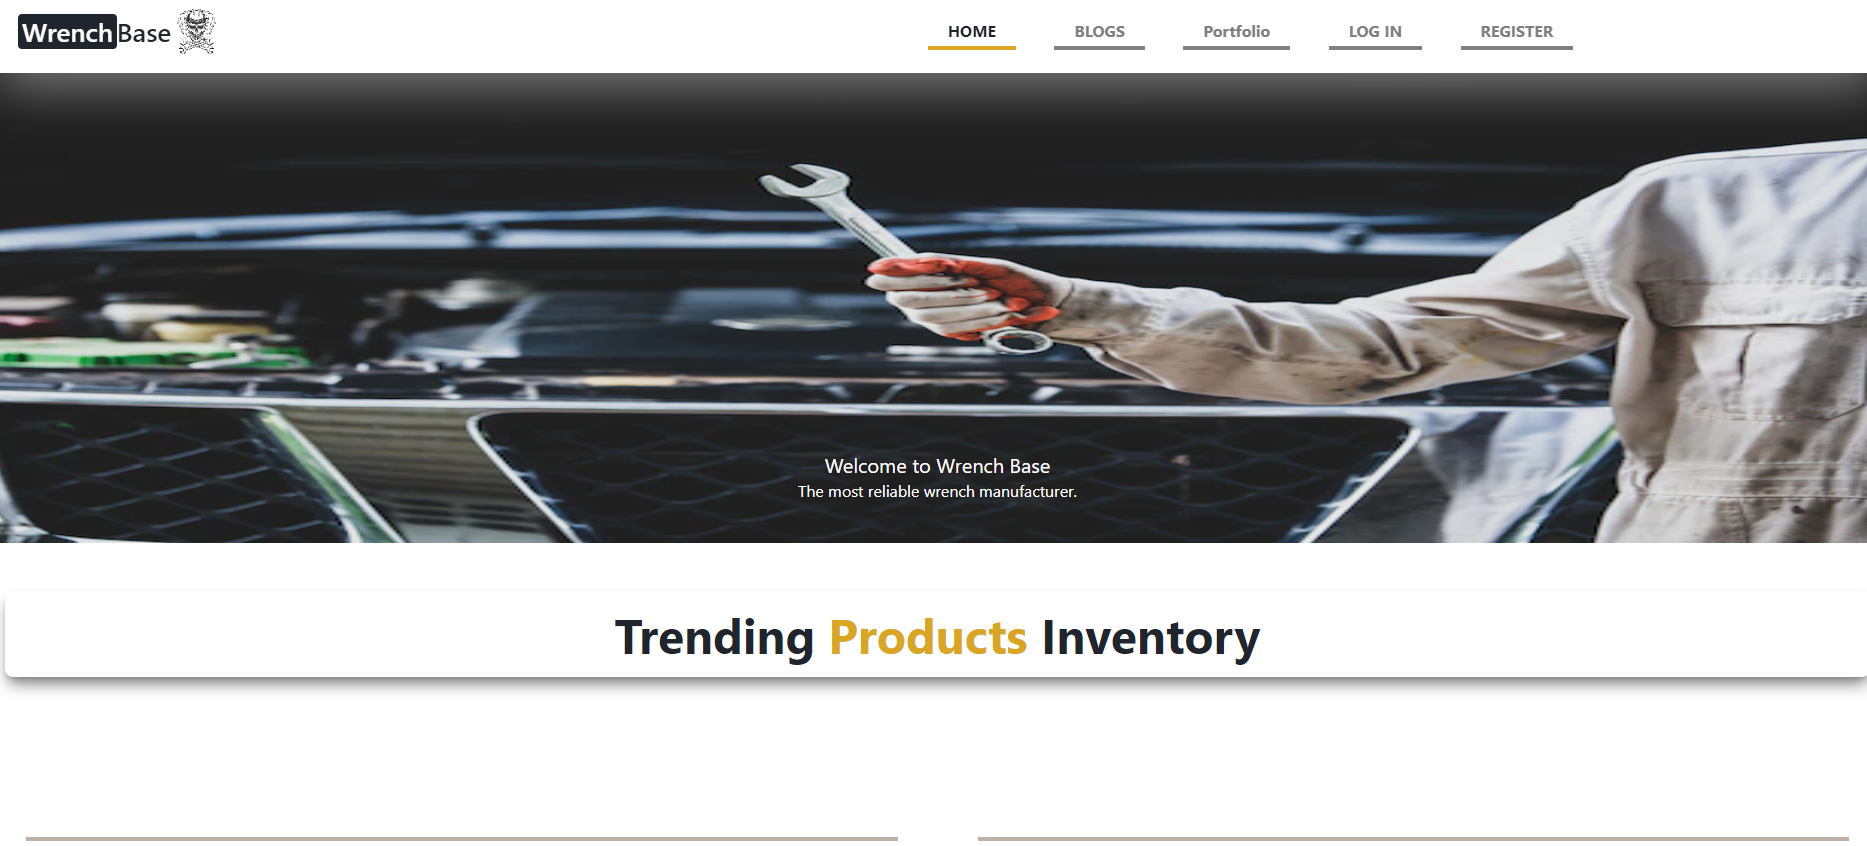 WrenchBase
HOME BLOGS Portfolio LOG IN REGISTER
Welcome to Wrench Base
The most reliable wrench manufacturer.
Trending Products Inventory